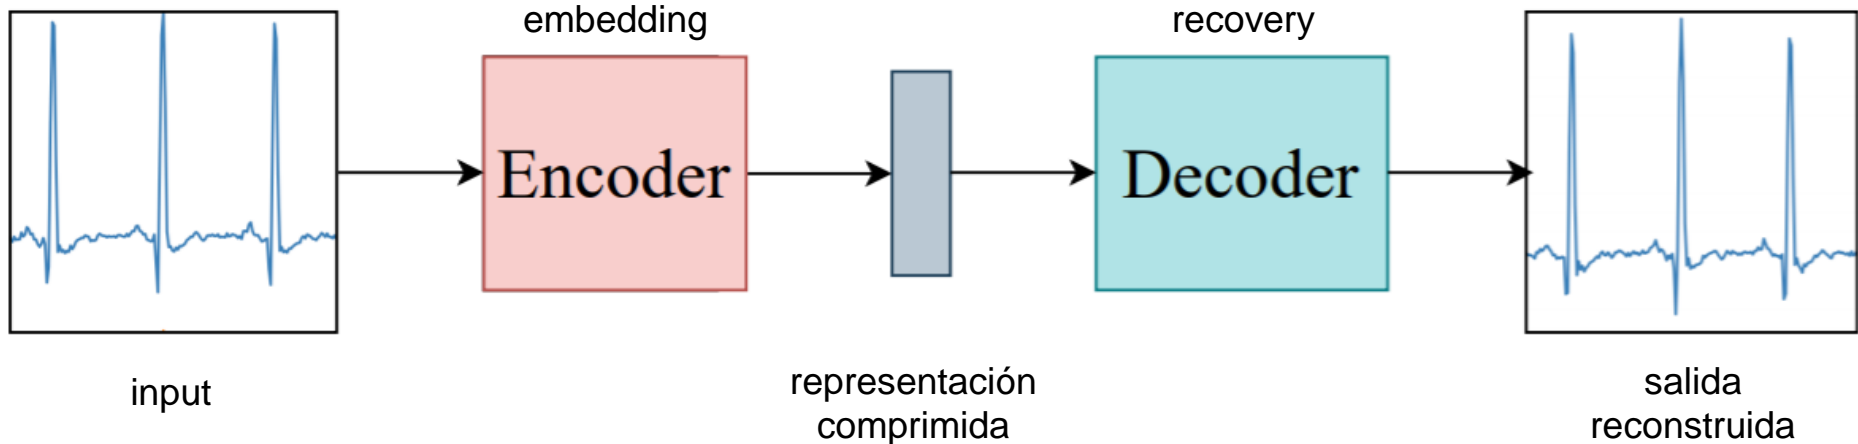 embedding
recovery
Encoder
Decoder
input
representación
comprimida
salida
reconstruida